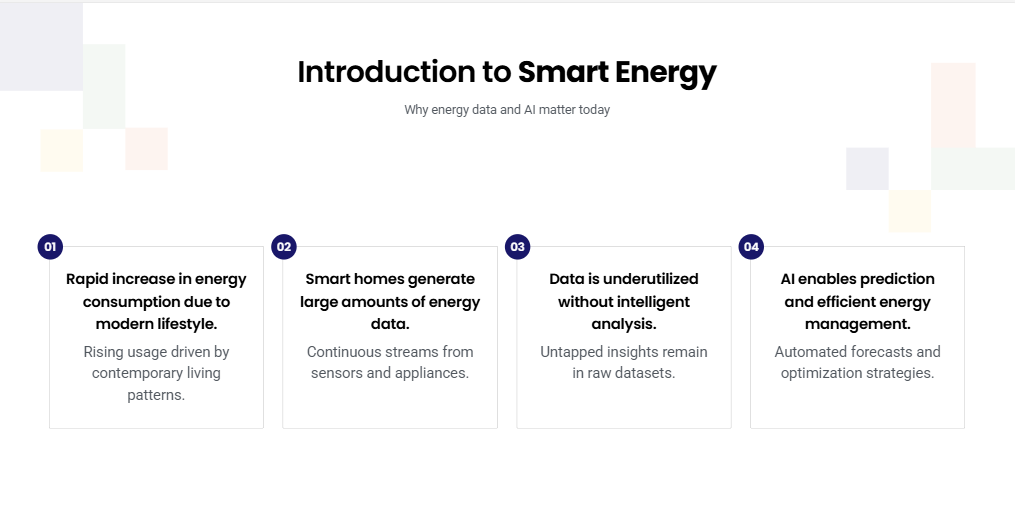 Introduction to Smart Energy
Why energy data and AI matter today
01
Rapid increase in energy
consumption due to
modern lifestyle.
Rising usage driven by
contemporary living
patterns.
02
Smart homes generate
large amounts of energy
data.
Continuous streams from
sensors and appliances.
03
Data is underutilized
without intelligent
analysis.
Untapped insights remain
in raw datasets.
04
AI enables prediction
and efficient energy
management.
Automated forecasts and
optimization strategies.